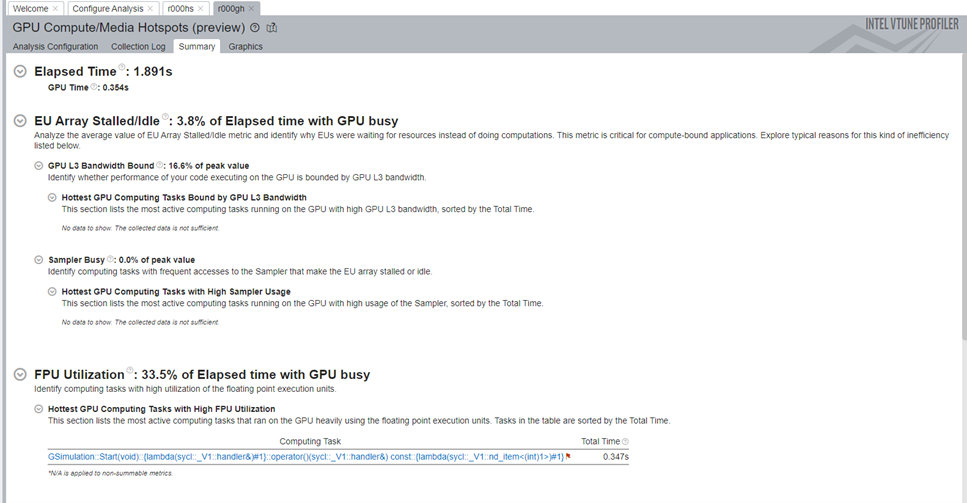 Welcome × Configure Analysis × r000hs × r000gh ×
GPU Compute/Media Hotspots (preview) ?
INTEL VTUNE PROFILER
Analysis Configuration Collection Log Summary Graphics
Elapsed Time ?: 1.891s
GPU Time ?: 0.354s
EU Array Stalled/Idle ?: 3.8% of Elapsed time with GPU busy
Analyze the average value of EU Array Stalled/Idle metric and identify why EUs were waiting for resources instead of doing computations. This metric is critical for compute-bound applications. Explore typical reasons for this kind of inefficiency
listed below.
GPU L3 Bandwidth Bound ?: 16.6% of peak value
Identify whether performance of your code executing on the GPU is bounded by GPU L3 bandwidth.
Hottest GPU Computing Tasks Bound by GPU L3 Bandwidth
This section lists the most active computing tasks running on the GPU with high GPU L3 bandwidth, sorted by the Total Time.
No data to show. The collected data is not sufficient.
Sampler Busy ?: 0.0% of peak value
Identify computing tasks with frequent accesses to the Sampler that make the EU array stalled or idle.
Hottest GPU Computing Tasks with High Sampler Usage
This section lists the most active computing tasks running on the GPU with high usage of the Sampler, sorted by the Total Time.
No data to show. The collected data is not sufficient.
FPU Utilization ?: 33.5% of Elapsed time with GPU busy
Identify computing tasks with high utilization of the floating point execution units.
Hottest GPU Computing Tasks with High FPU Utilization
This section lists the most active computing tasks that ran on the GPU heavily using the floating point execution units. Tasks in the table are sorted by the Total Time.
Computing Task Total Time ?
GSimulation::Start(void)::{lambda(sycl::_V1::handler&)#1}::operator()(sycl::_V1::handler&) const::{lambda(sycl::_V1::nd_item<(int)1>)#1} 0.347s
*N/A is applied to non-summable metrics.